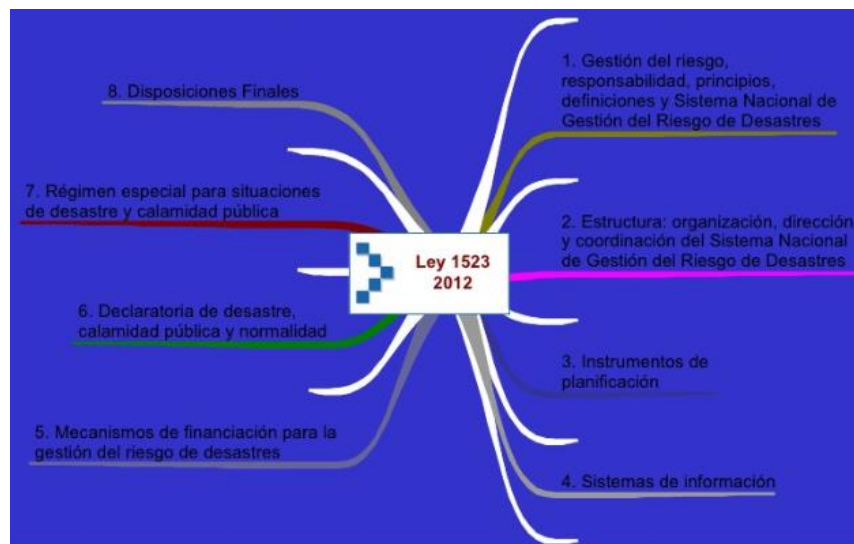 Ley 1523
2012
1. Gestión del riesgo,
responsabilidad, principios,
definiciones y Sistema Nacional de
Gestión del Riesgo de Desastres
2. Estructura: organización, dirección
y coordinación del Sistema Nacional
de Gestión del Riesgo de Desastres
3. Instrumentos de
planificación
4. Sistemas de información
5. Mecanismos de financiación para la
gestión del riesgo de desastres
6. Declaratoria de desastre,
calamidad pública y normalidad
7. Régimen especial para situaciones
de desastre y calamidad pública
8. Disposiciones Finales